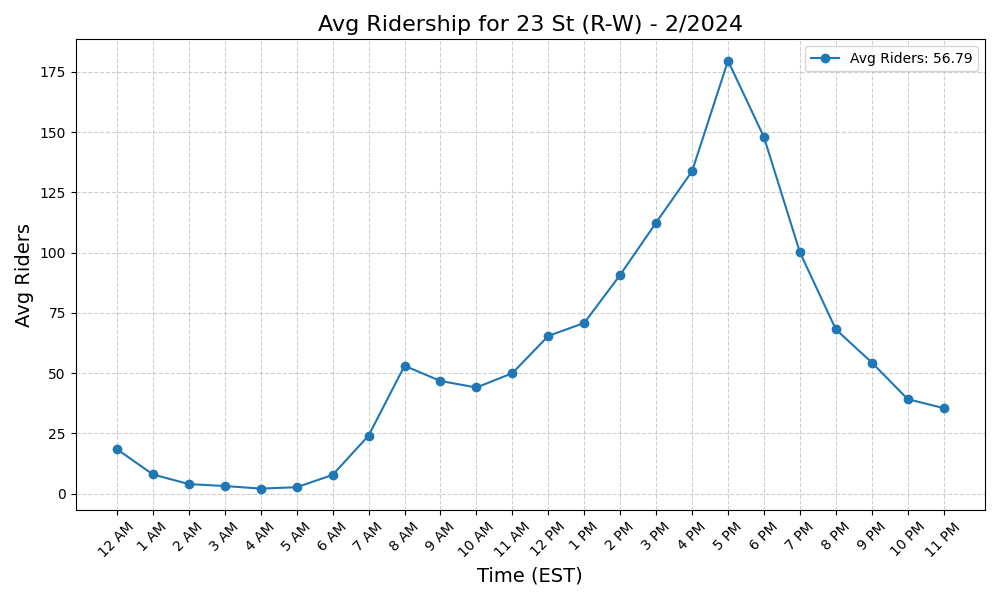 Avg Ridership for 23 St (R-W) - 2/2024
Avg Riders: 56.79
Avg Riders
175
150
125
100
75
50
25
0
12 AM
1 AM
2 AM
3 AM
4 AM
5 AM
6 AM
7 AM
8 AM
9 AM
10 AM
11 AM
12 PM
1 PM
2 PM
3 PM
4 PM
5 PM
6 PM
7 PM
8 PM
9 PM
10 PM
11 PM
Time (EST)